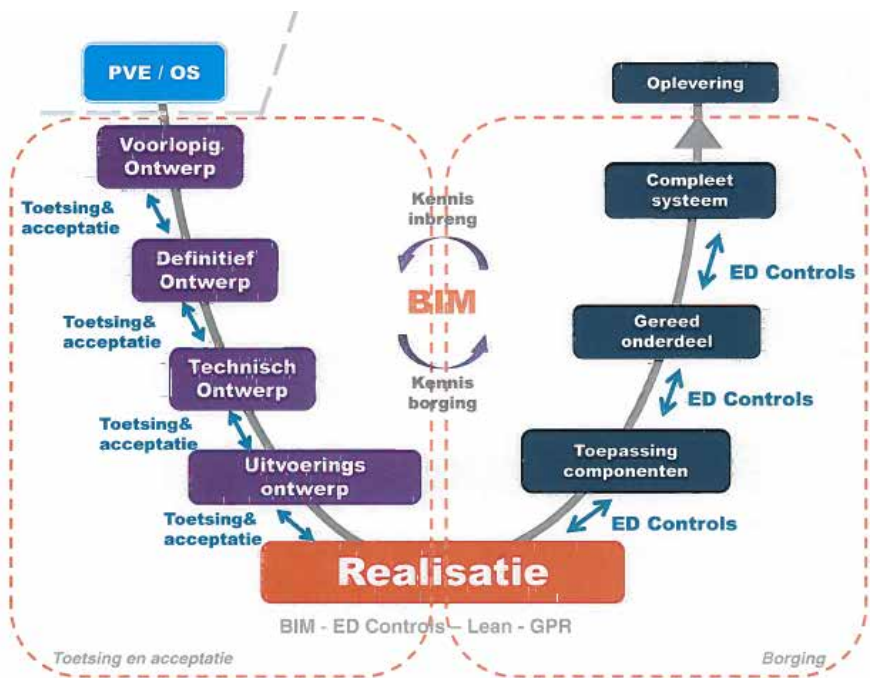 PVE / OS
Voorlopig.
Ontwerp
Toetsing&
acceptatie
Definitief
Ontwerp
Toetsing&
acceptatie
Technisch
Ontwerp
Toetsing&
acceptatie
Uitvoerings
ontwerp
Toetsing&
acceptatie
Kennis
inbreng
BIM
Kennis
borging
Oplevering
Compleet
systeem
ED Controls
Gereed
onderdeel
ED Controls
Toepassing
componenten
ED Controls
Realisatie
BIM - ED Controls – Lean - GPR
Toetsing en acceptatie
Borging